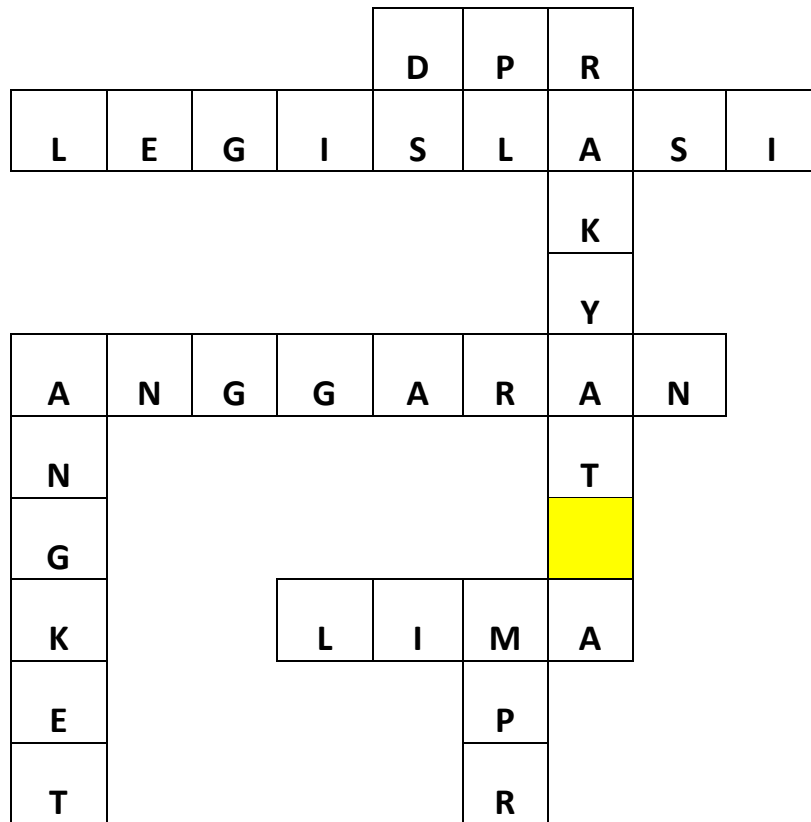 D P R
L E G I S L A S I
K
Y
A N G G A R A N
N T
G
K L I M A
E P
T R